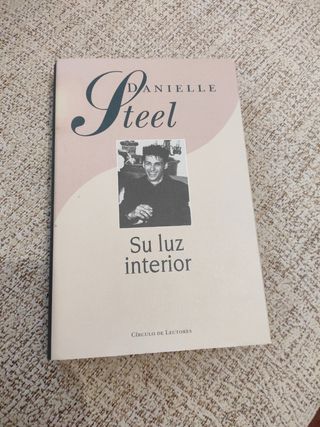 DANIELLE
Steel
Su luz
interior
CÍRCULO DE LECTORES